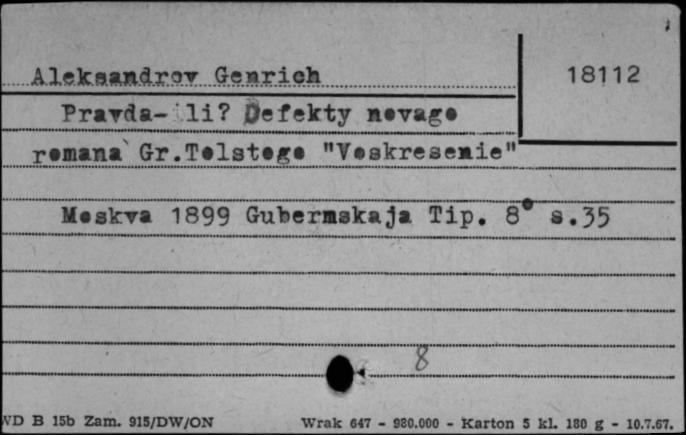 Aleksandrov Genrich
18112
Pravda-li? Defekty novago
romana Gr.Tolstogo "Voskresenie"
Moskva 1899 Gubernskaja Tip. 8° s.35
8
WD B 15b Zam. 915/DW/ON
Wrak 647 - 980.000 - Karton 5 kl. 180 g - 10.7.67.